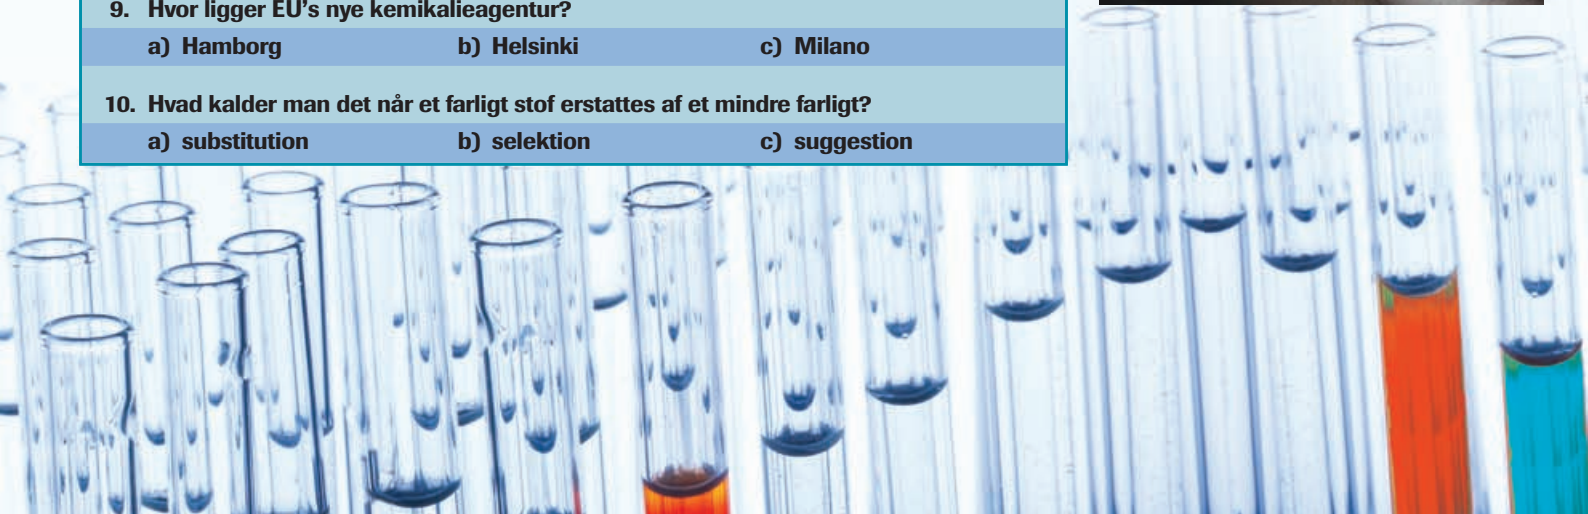 9. Hvor ligger EU's nye kemikalieagentur?
a) Hamborg b) Helsinki c) Milano
10. Hvad kalder man det når et farligt stof erstattes af et mindre farligt?
a) substitution b) selektion c) suggestion